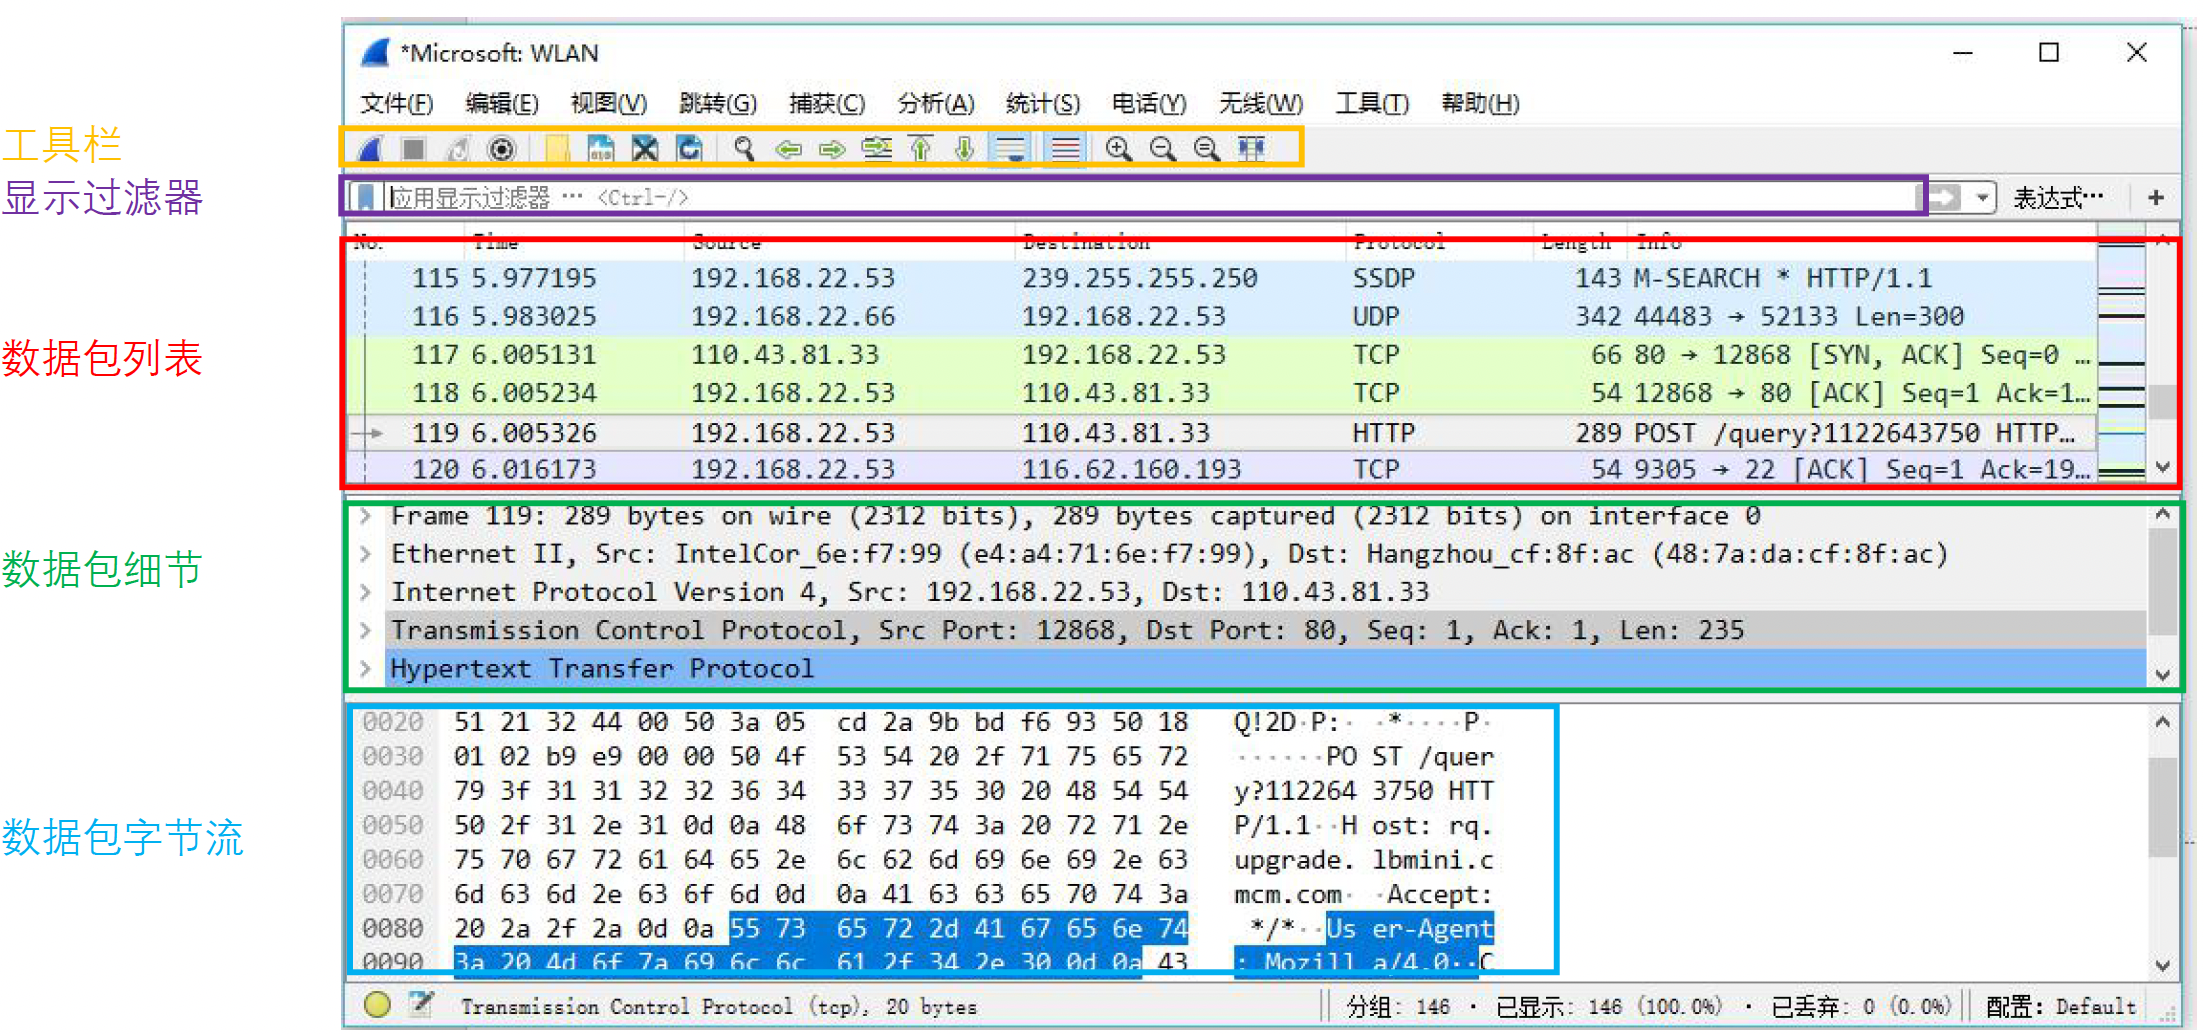 *Microsoft: WLAN
文件(F) 编辑(E) 视图(V) 跳转(G) 捕获(C) 分析(A) 统计(S) 电话(Y) 无线(W) 工具(T) 帮助(H)
工具栏
显示过滤器
应用显示过滤器 … <Ctrl-/> 表达式… +
No. Time Source Destination Protocol Length Info
115 5.977195 192.168.22.53 239.255.255.250 SSDP 143 M-SEARCH * HTTP/1.1
116 5.983025 192.168.22.66 192.168.22.53 UDP 342 44483 → 52133 Len=300
数据包列表
117 6.005131 110.43.81.33 192.168.22.53 TCP 66 80 → 12868 [SYN, ACK] Seq=0 …
118 6.005234 192.168.22.53 110.43.81.33 TCP 54 12868 → 80 [ACK] Seq=1 Ack=1…
119 6.005326 192.168.22.53 110.43.81.33 HTTP 289 POST /query?1122643750 HTTP…
120 6.016173 192.168.22.53 116.62.160.193 TCP 54 9305 → 22 [ACK] Seq=1 Ack=19…
Frame 119: 289 bytes on wire (2312 bits), 289 bytes captured (2312 bits) on interface 0
Ethernet II, Src: IntelCor_6e:f7:99 (e4:a4:71:6e:f7:99), Dst: Hangzhou_cf:8f:ac (48:7a:da:cf:8f:ac)
数据包细节
Internet Protocol Version 4, Src: 192.168.22.53, Dst: 110.43.81.33
Transmission Control Protocol, Src Port: 12868, Dst Port: 80, Seq: 1, Ack: 1, Len: 235
Hypertext Transfer Protocol
0020 51 21 32 44 00 50 3a 05 cd 2a 9b bd f6 93 50 18 Q!2D·P:· ·*····P·
0030 01 02 b9 e9 00 00 50 4f 53 54 20 2f 71 75 65 72 ······PO ST /quer
0040 79 3f 31 31 32 32 36 34 33 37 35 30 20 48 54 54 y?112264 3750 HTT
0050 50 2f 31 2e 31 0d 0a 48 6f 73 74 3a 20 72 71 2e P/1.1··H ost: rq.
数据包字节流
0060 75 70 67 72 61 64 65 2e 6c 62 6d 69 6e 69 2e 63 upgrade. lbmini.c
0070 6d 63 6d 2e 63 6f 6d 0d 0a 41 63 63 65 70 74 3a mcm.com· ·Accept:
0080 20 2a 2f 2a 0d 0a 55 73 65 72 2d 41 67 65 6e 74 */*··Us er-Agent
0090 3a 20 4d 6f 7a 69 6c 6c 61 2f 34 2e 30 0d 0a 43 : Mozill a/4.0··C
Transmission Control Protocol (tcp), 20 bytes 分组: 146 · 已显示: 146 (100.0%) · 已丢弃: 0 (0.0%) 配置: Default